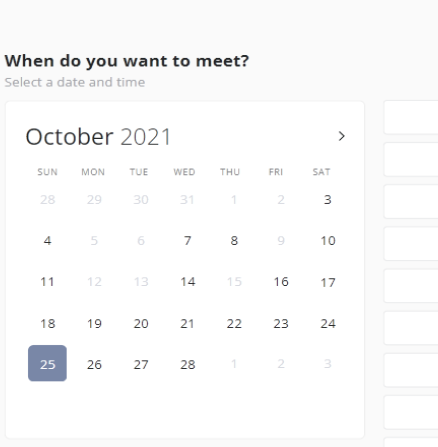 When do you want to meet?
Select a date and time
October 2021 >
SUN MON TUE WED THU FRI SAT
28 29 30 31 1 2 3
4 5 6 7 8 9 10
11 12 13 14 15 16 17
18 19 20 21 22 23 24
25 26 27 28 1 2 3